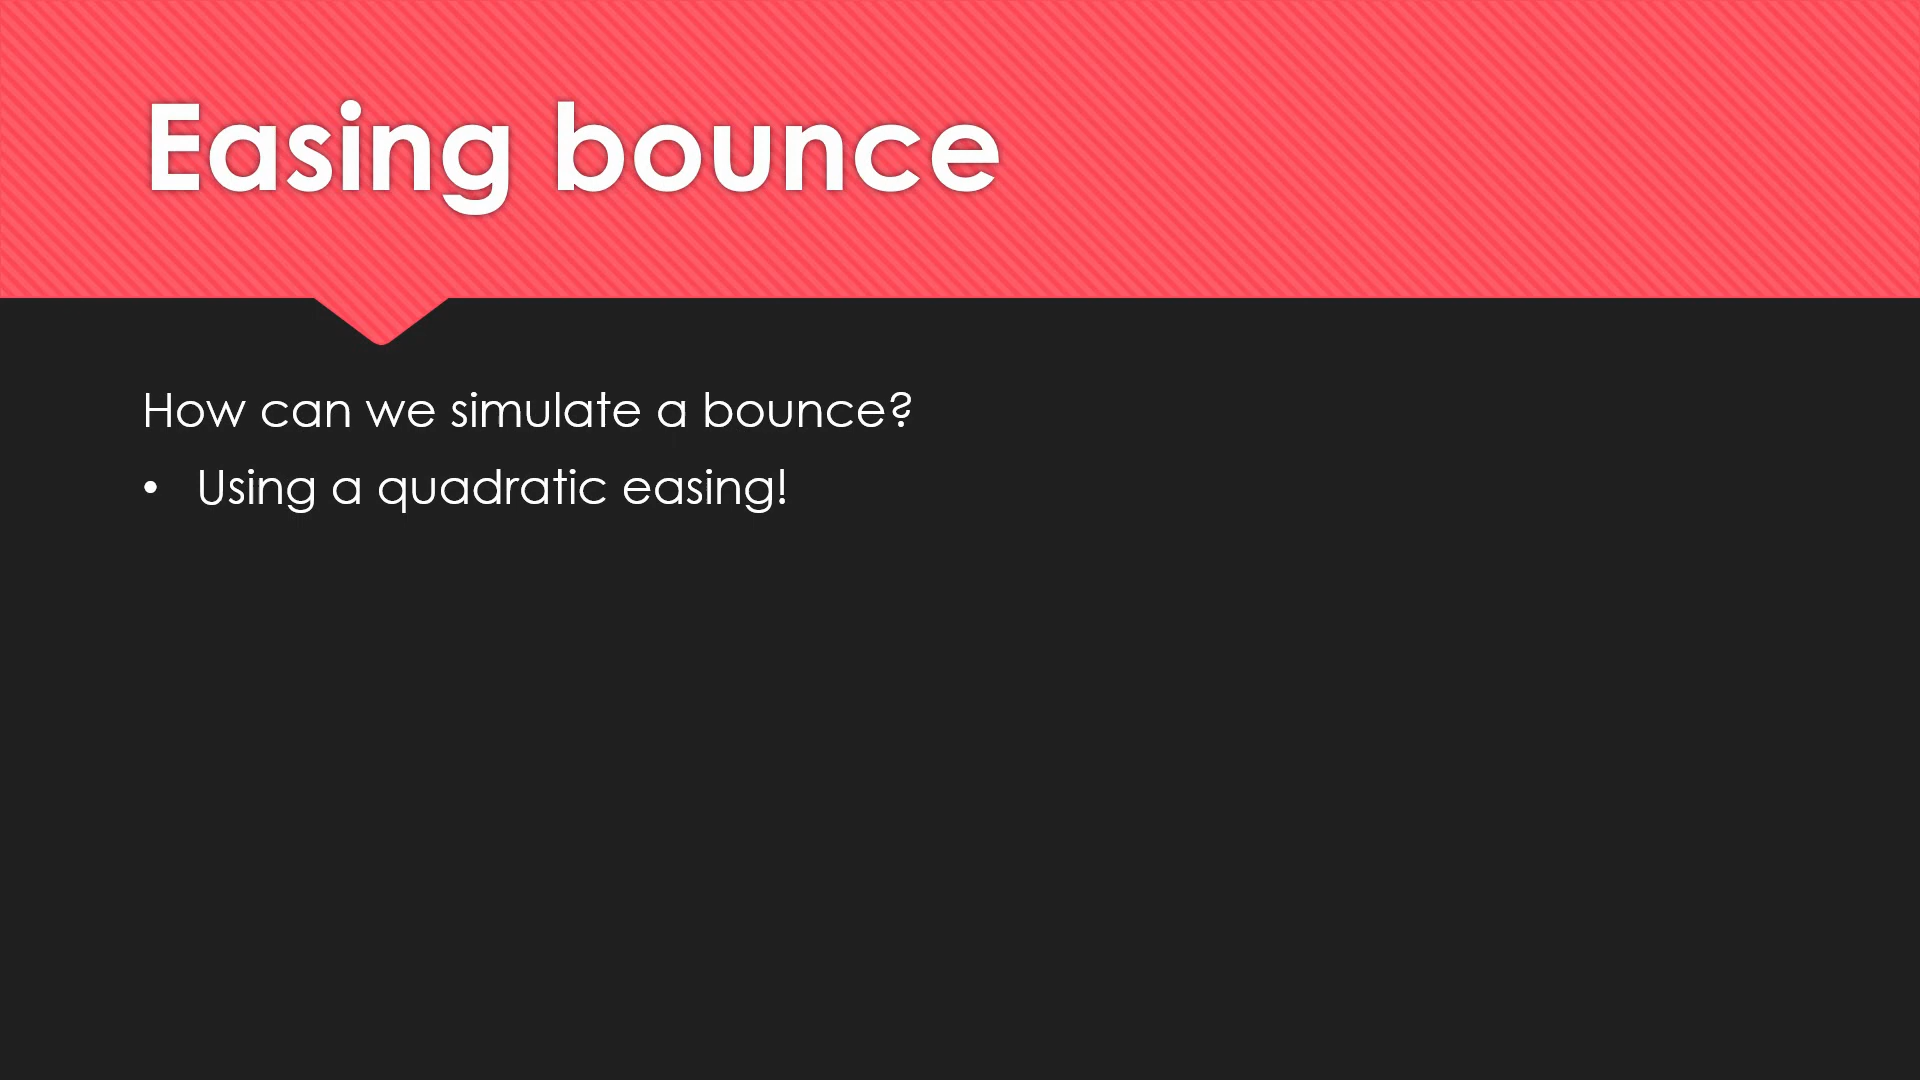 Easing bounce
How can we simulate a bounce?
• Using a quadratic easing!